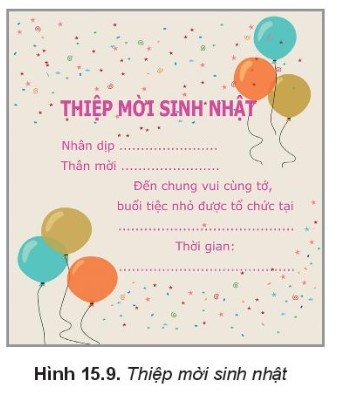 THIỆP MỜI SINH NHẬT
Nhân dịp ........................
Thân mời ........................
Đến chung vui cùng tớ,
buổi tiệc nhỏ được tổ chức tại
............................................
Thời gian:
............................................
Hình 15.9. Thiệp mời sinh nhật